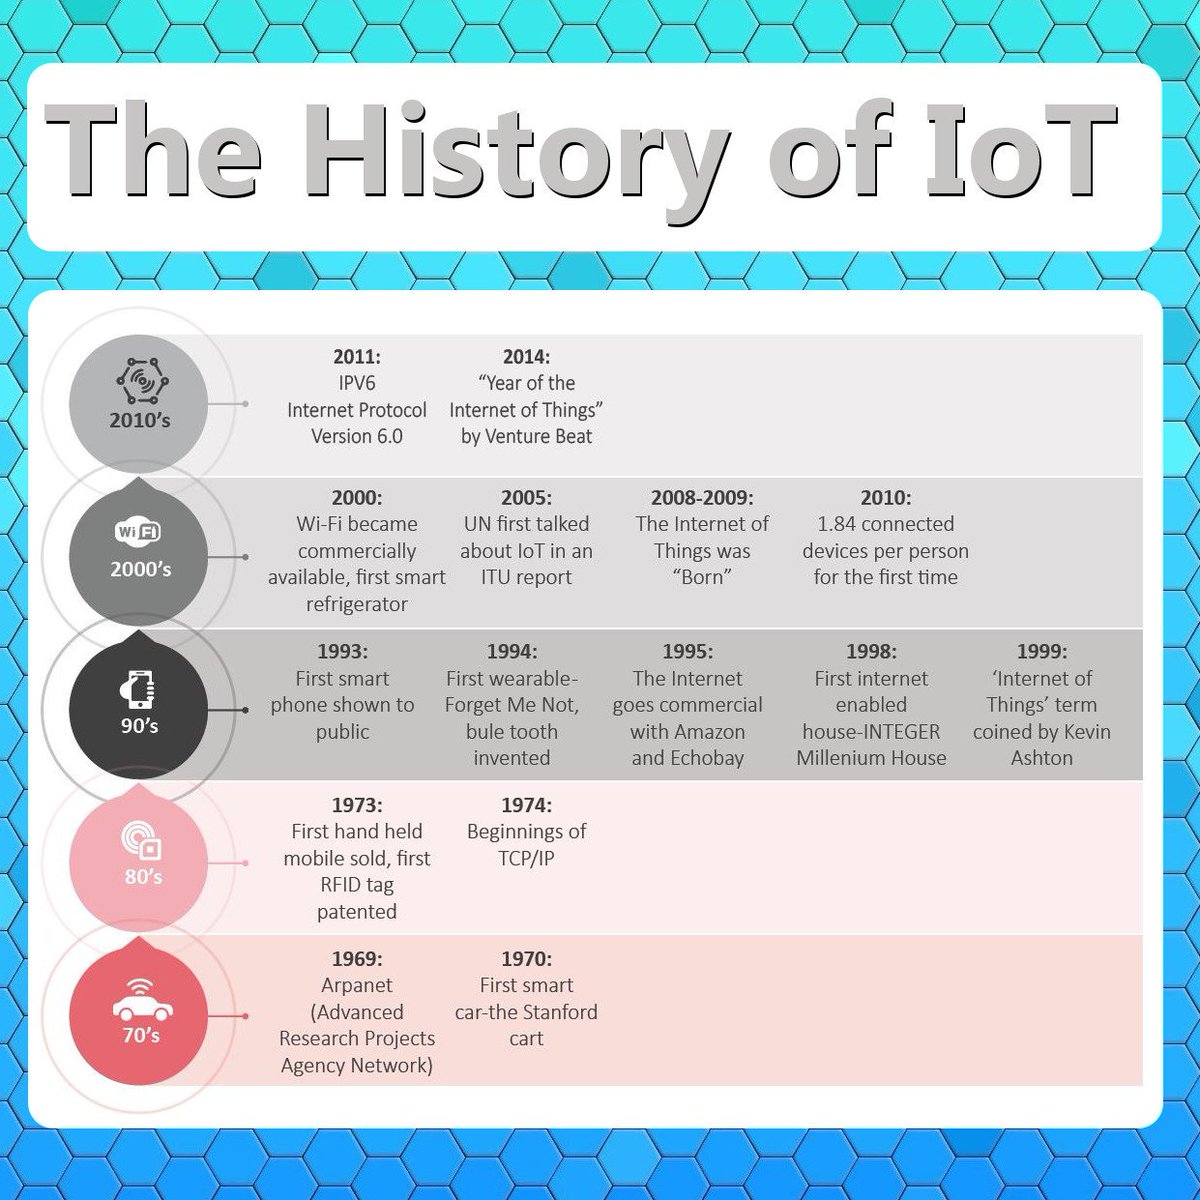 The History of IoT
2010's
2011:
IPV6
Internet Protocol
Version 6.0
2014:
“Year of the
Internet of Things”
by Venture Beat
WiFi
2000's
2000:
Wi-Fi became
commercially
available, first smart
refrigerator
2005:
UN first talked
about IoT in an
ITU report
2008-2009:
The Internet of
Things was
“Born”
2010:
1.84 connected
devices per person
for the first time
90's
1993:
First smart
phone shown to
public
1994:
First wearable-
Forget Me Not,
bule tooth
invented
1995:
The Internet
goes commercial
with Amazon
and Echobay
1998:
First internet
enabled
house-INTEGER
Millenium House
1999:
‘Internet of
Things’ term
coined by Kevin
Ashton
80's
1973:
First hand held
mobile sold, first
RFID tag
patented
1974:
Beginnings of
TCP/IP
70's
1969:
Arpanet
(Advanced
Research Projects
Agency Network)
1970:
First smart
car-the Stanford
cart